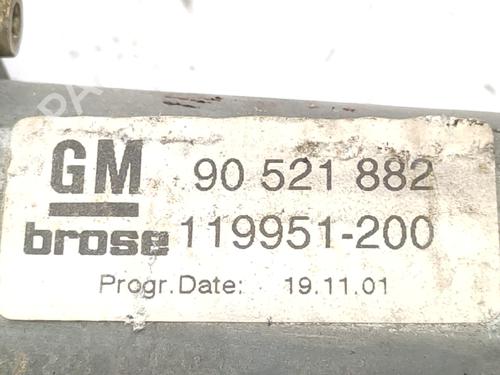 GM 90 521 882
brose 119951-200
Progr.Date: 19.11.01